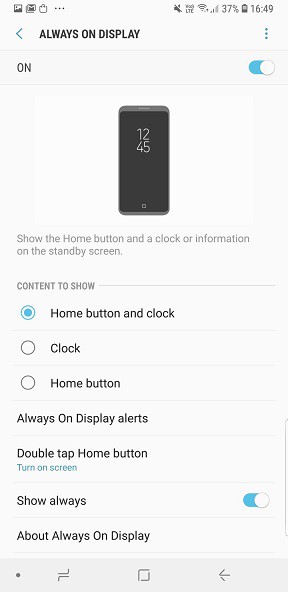 37% 16:49
ALWAYS ON DISPLAY
ON
12
45
Show the Home button and a clock or information
on the standby screen.
CONTENT TO SHOW
Home button and clock
Clock
Home button
Always On Display alerts
Double tap Home button
Turn on screen
Show always
About Always On Display